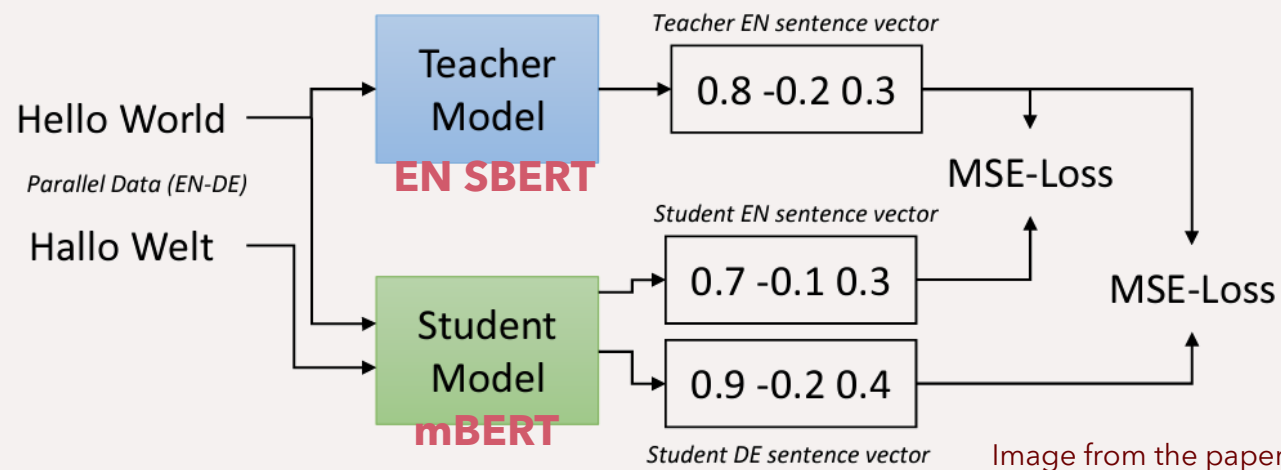 Teacher EN sentence vector
Teacher
Model
EN SBERT
0.8 -0.2 0.3
Hello World
Parallel Data (EN-DE)
Hallo Welt
MSE-Loss
Student EN sentence vector
0.7 -0.1 0.3
MSE-Loss
Student
Model
mBERT
0.9 -0.2 0.4
Student DE sentence vector
Image from the paper